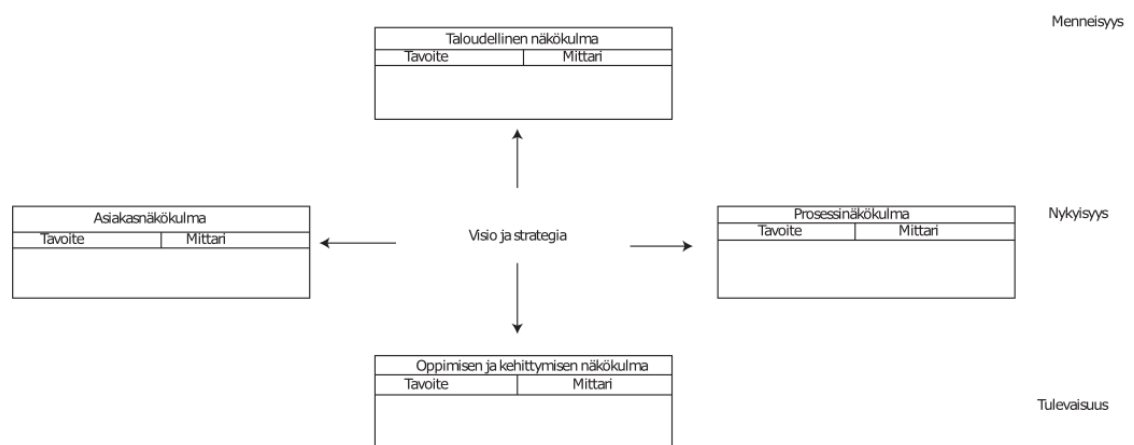 Menneisyys
Taloudellinen näkökulma
Tavoite Mittari
Asiakasnäkökulma
Tavoite Mittari
Visio ja strategia
Prosessinäkökulma
Tavoite Mittari
Nykyisyys
Oppimisen ja kehittymisen näkökulma
Tavoite Mittari
Tulevaisuus